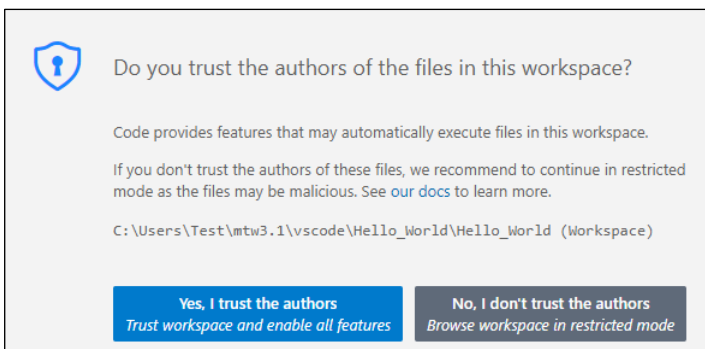 Do you trust the authors of the files in this workspace?
Code provides features that may automatically execute files in this workspace.
If you don't trust the authors of these files, we recommend to continue in restricted
mode as the files may be malicious. See our docs to learn more.
C:\Users\Test\mtw3.1\vscode\Hello_World\Hello_World (Workspace)
Yes, I trust the authors
Trust workspace and enable all features
No, I don't trust the authors
Browse workspace in restricted mode